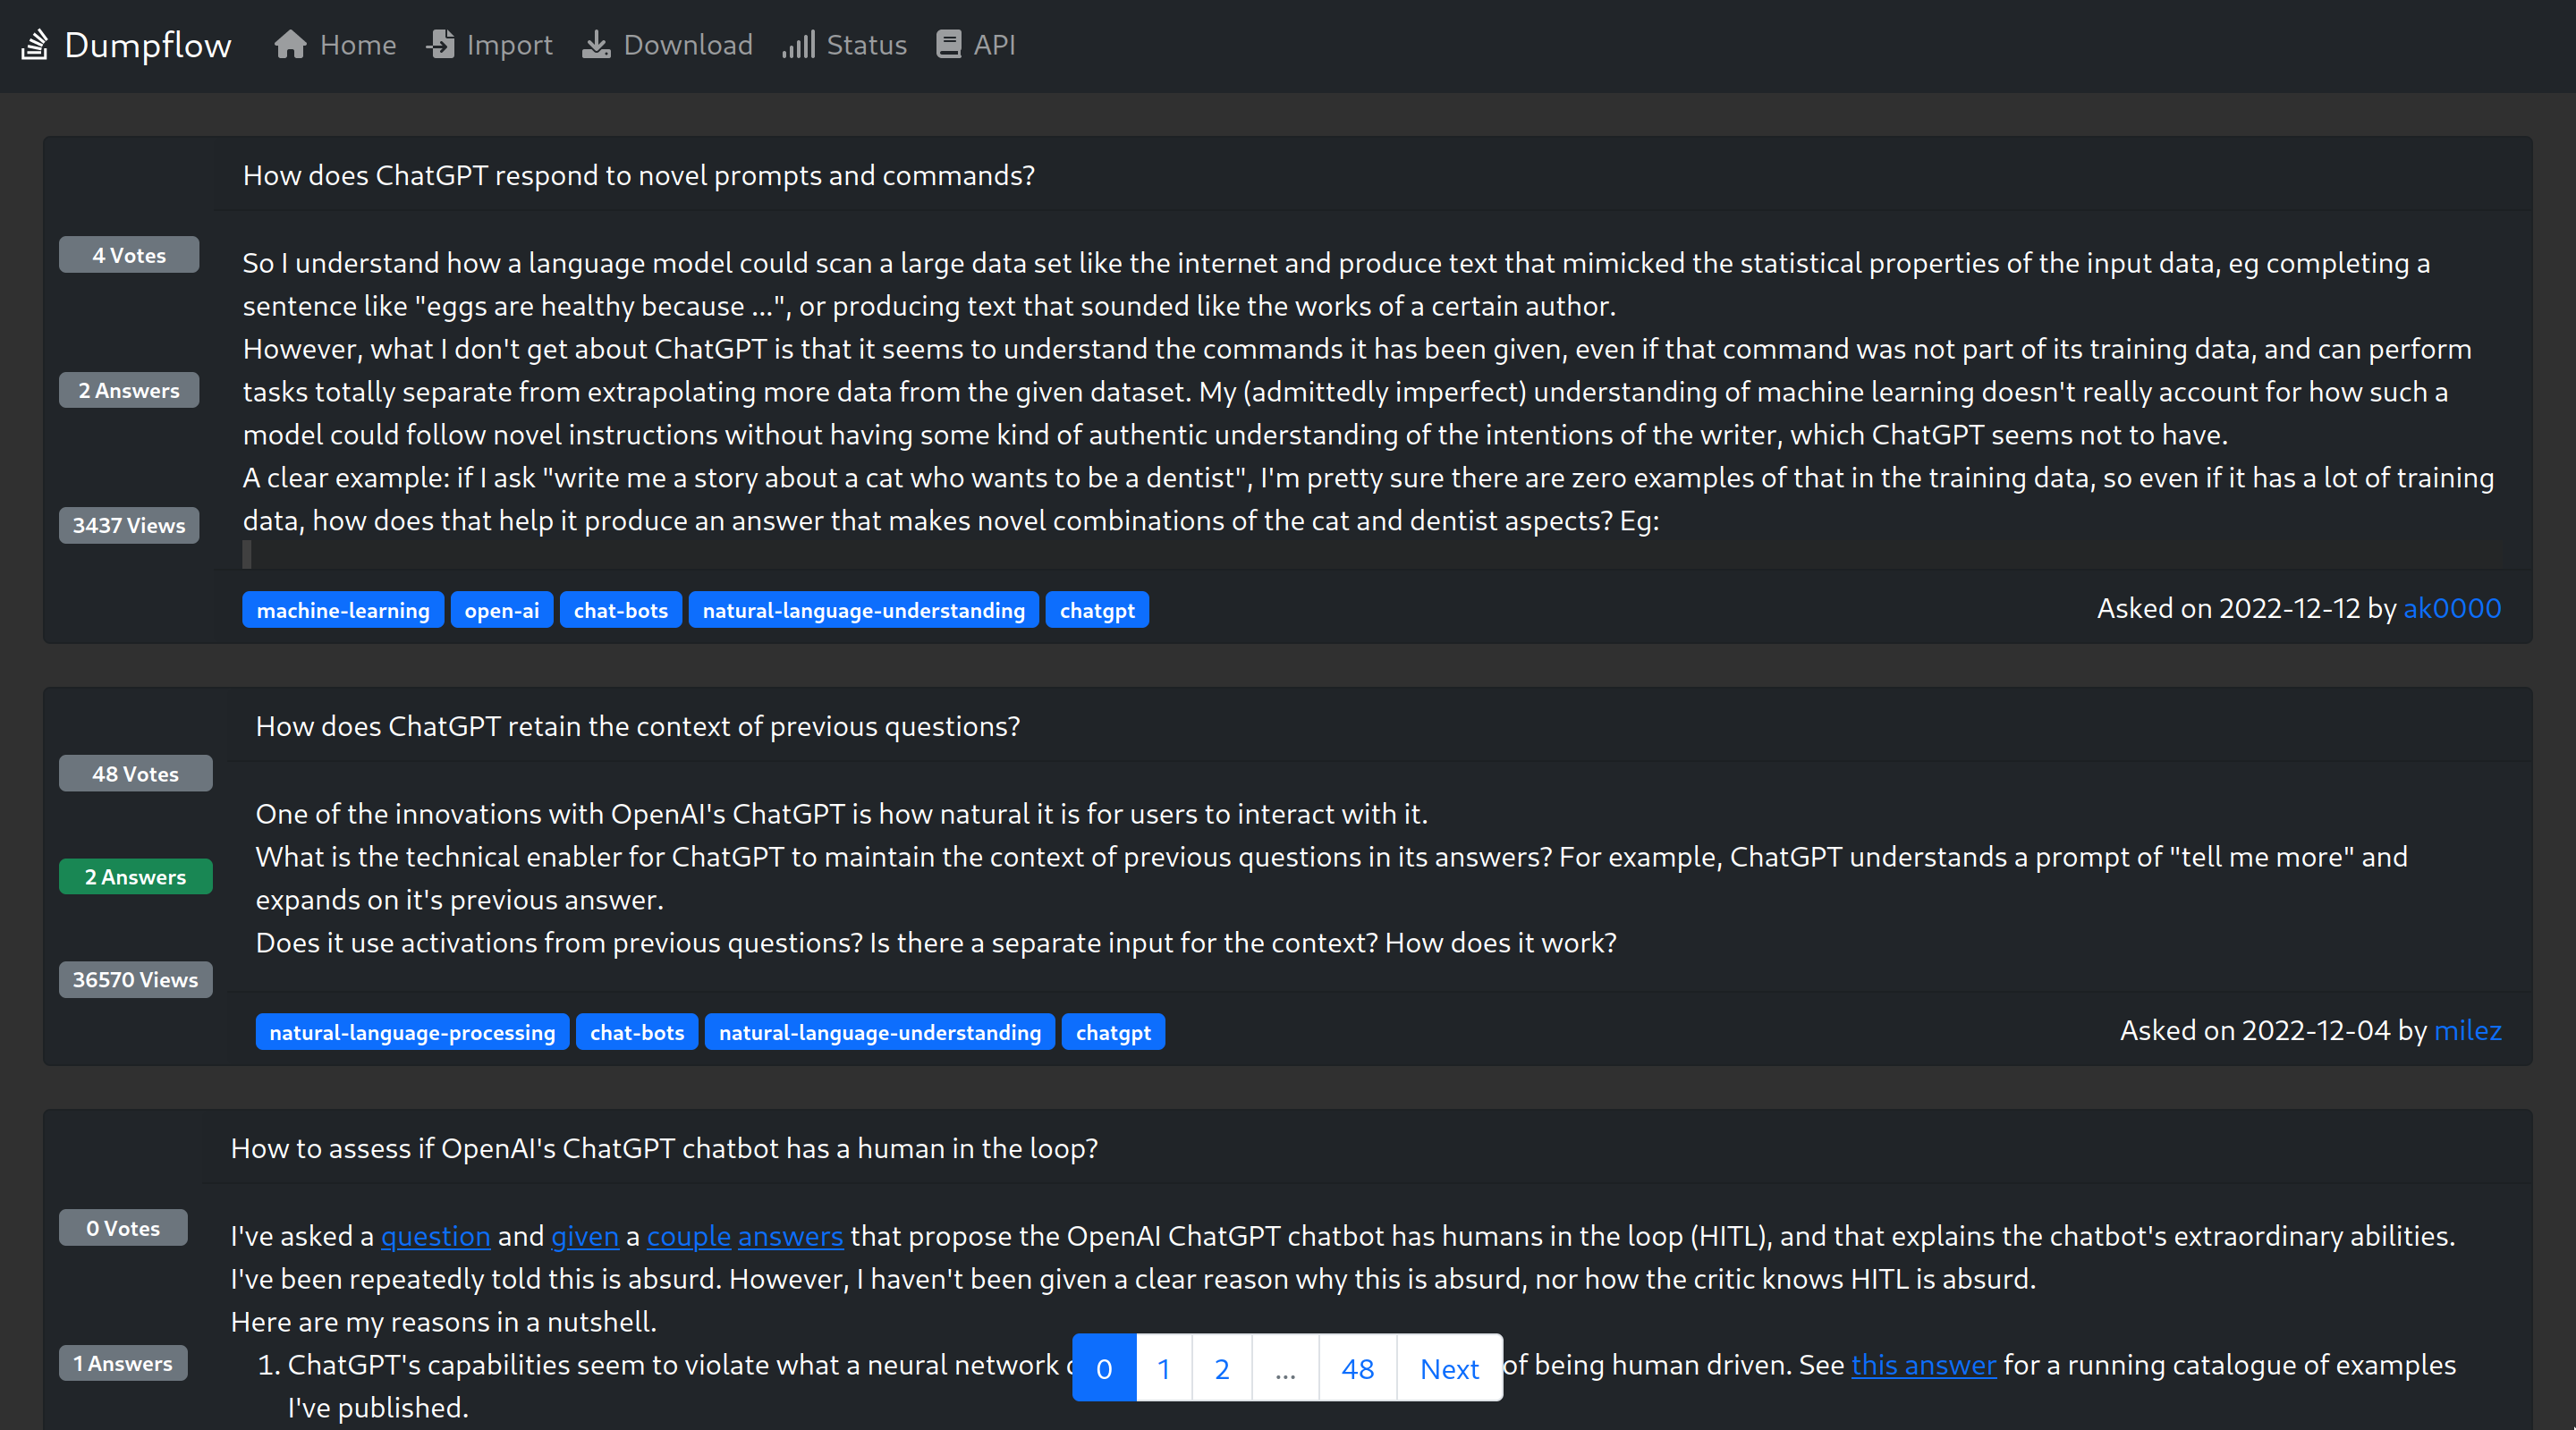 Dumpflow Home Import Download Status API
How does ChatGPT respond to novel prompts and commands?
4 Votes
2 Answers
3437 Views
So I understand how a language model could scan a large data set like the internet and produce text that mimicked the statistical properties of the input data, eg completing a
sentence like "eggs are healthy because ...", or producing text that sounded like the works of a certain author.
However, what I don't get about ChatGPT is that it seems to understand the commands it has been given, even if that command was not part of its training data, and can perform
tasks totally separate from extrapolating more data from the given dataset. My (admittedly imperfect) understanding of machine learning doesn't really account for how such a
model could follow novel instructions without having some kind of authentic understanding of the intentions of the writer, which ChatGPT seems not to have.
A clear example: if I ask "write me a story about a cat who wants to be a dentist", I'm pretty sure there are zero examples of that in the training data, so even if it has a lot of training
data, how does that help it produce an answer that makes novel combinations of the cat and dentist aspects? Eg:
machine-learning open-ai chat-bots natural-language-understanding chatgpt
Asked on 2022-12-12 by ak0000
How does ChatGPT retain the context of previous questions?
48 Votes
2 Answers
36570 Views
One of the innovations with OpenAI's ChatGPT is how natural it is for users to interact with it.
What is the technical enabler for ChatGPT to maintain the context of previous questions in its answers? For example, ChatGPT understands a prompt of "tell me more" and
expands on it's previous answer.
Does it use activations from previous questions? Is there a separate input for the context? How does it work?
natural-language-processing chat-bots natural-language-understanding chatgpt
Asked on 2022-12-04 by milez
How to assess if OpenAI's ChatGPT chatbot has a human in the loop?
0 Votes
1 Answers
I've asked a question and given a couple answers that propose the OpenAI ChatGPT chatbot has humans in the loop (HITL), and that explains the chatbot's extraordinary abilities.
I've been repeatedly told this is absurd. However, I haven't been given a clear reason why this is absurd, nor how the critic knows HITL is absurd.
Here are my reasons in a nutshell.
1. ChatGPT's capabilities seem to violate what a neural network of being human driven. See this answer for a running catalogue of examples
I've published.
0 1 2 ... 48 Next